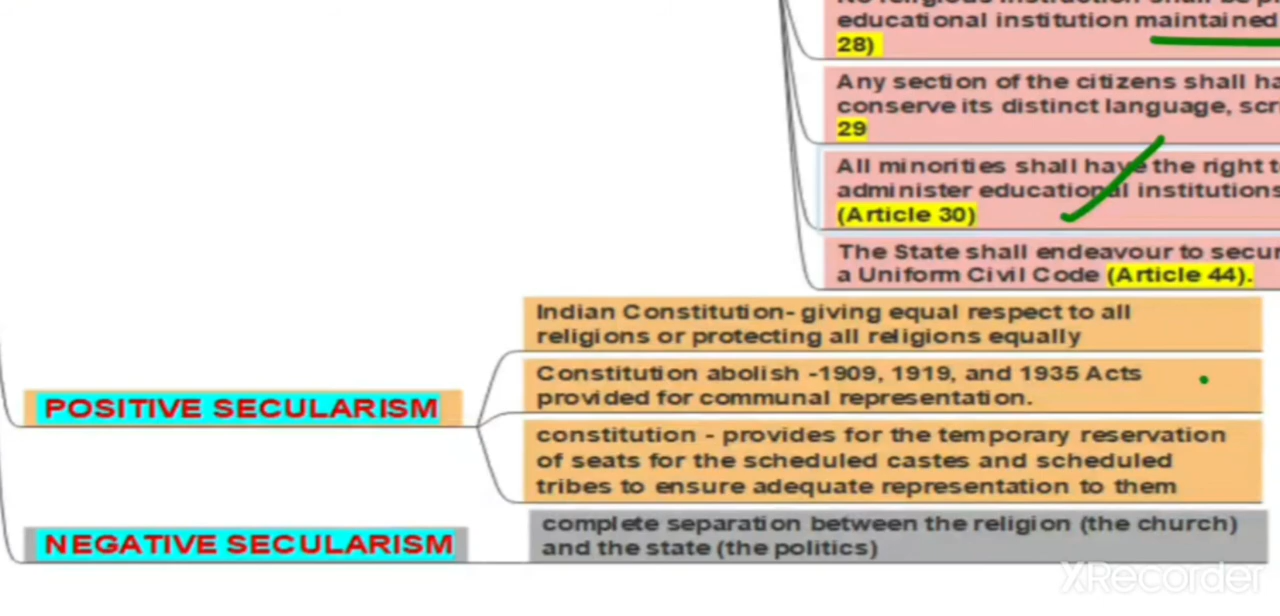 educational institution maintained
28)
Any section of the citizens shall
conserve its distinct language,
29
All minorities shall have the right
administer educational institutions
(Article 30)
The State shall endeavour to
a Uniform Civil Code (Article 44).
Indian Constitution- giving equal respect to all
religions or protecting all religions equally
Constitution abolish -1909, 1919, and 1935 Acts
provided for communal representation.
POSITIVE SECULARISM
constitution - provides for the temporary reservation
of seats for the scheduled castes and scheduled
tribes to ensure adequate representation to them
NEGATIVE SECULARISM
complete separation between the religion (the church)
and the state (the politics)
XRecorder